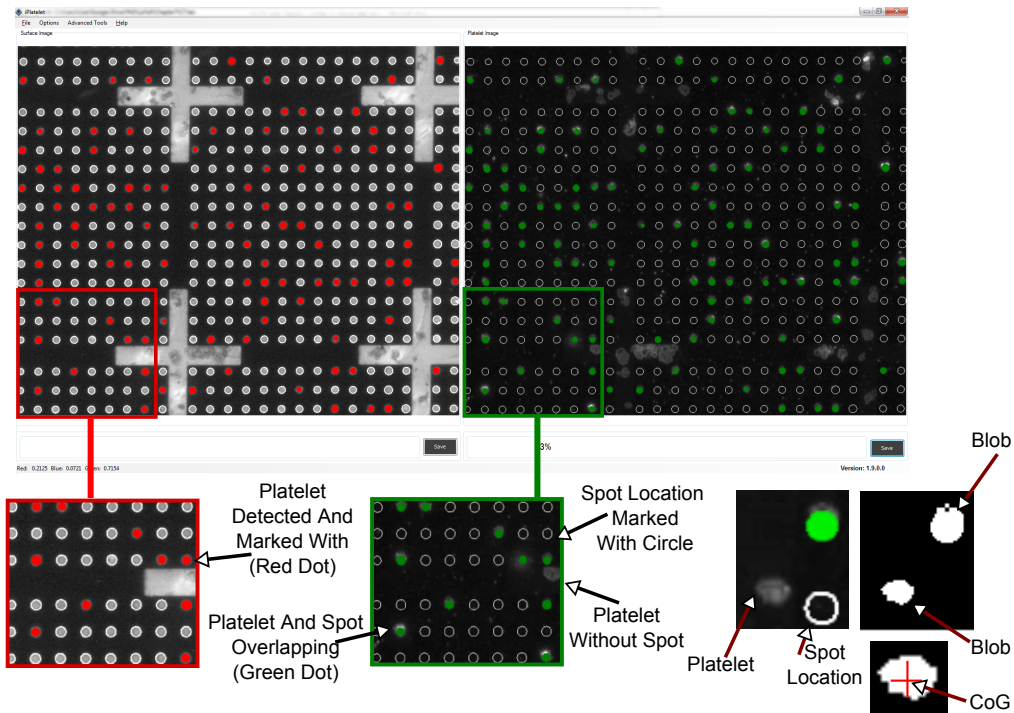 iPlatelet
File Options Advanced Tools Help
Surface Image
Platelet Image
Save
3%
Save
Red: 0.2125 Blue: 0.0721 Green: 0.7154
Version: 1.9.0.0
Platelet
Detected And
Marked With
(Red Dot)
Spot Location
Marked
With Circle
Platelet And Spot
Overlapping
(Green Dot)
Platelet
Without Spot
Platelet
Spot
Location
Blob
Blob
CoG